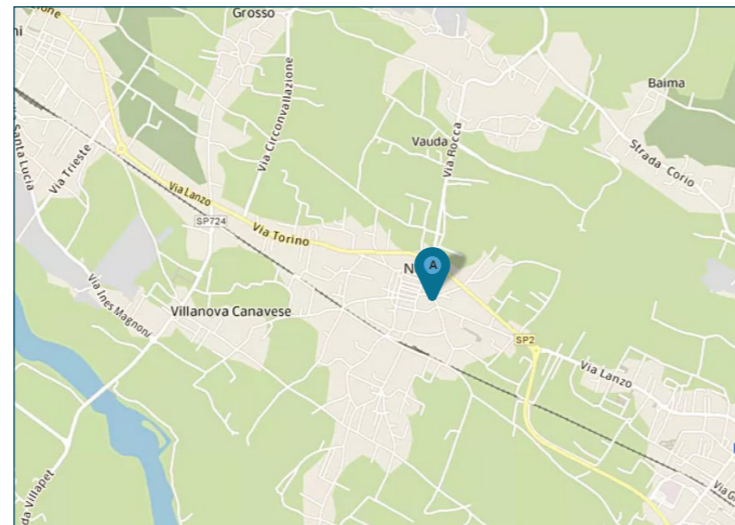 Grosso
Via Circonvallazione
Baima
Vauda
Via Rocca
Strada Corio
Santa Lucia
Via Trieste
Via Lanzo
SP724
Via Torino
A
Via Ines Magnoni
Villanova Canavese
SP2
Via Lanzo